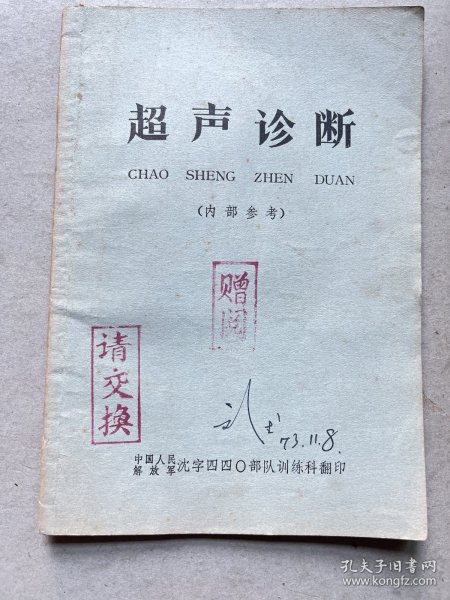 超声诊断
CHAO SHENG ZHEN DUAN
(内部参考)
赠阅
请交换
73.11.8.
中国人民解放军沈字四四〇部队训练科翻印
孔夫子旧书网
www.kongfz.com